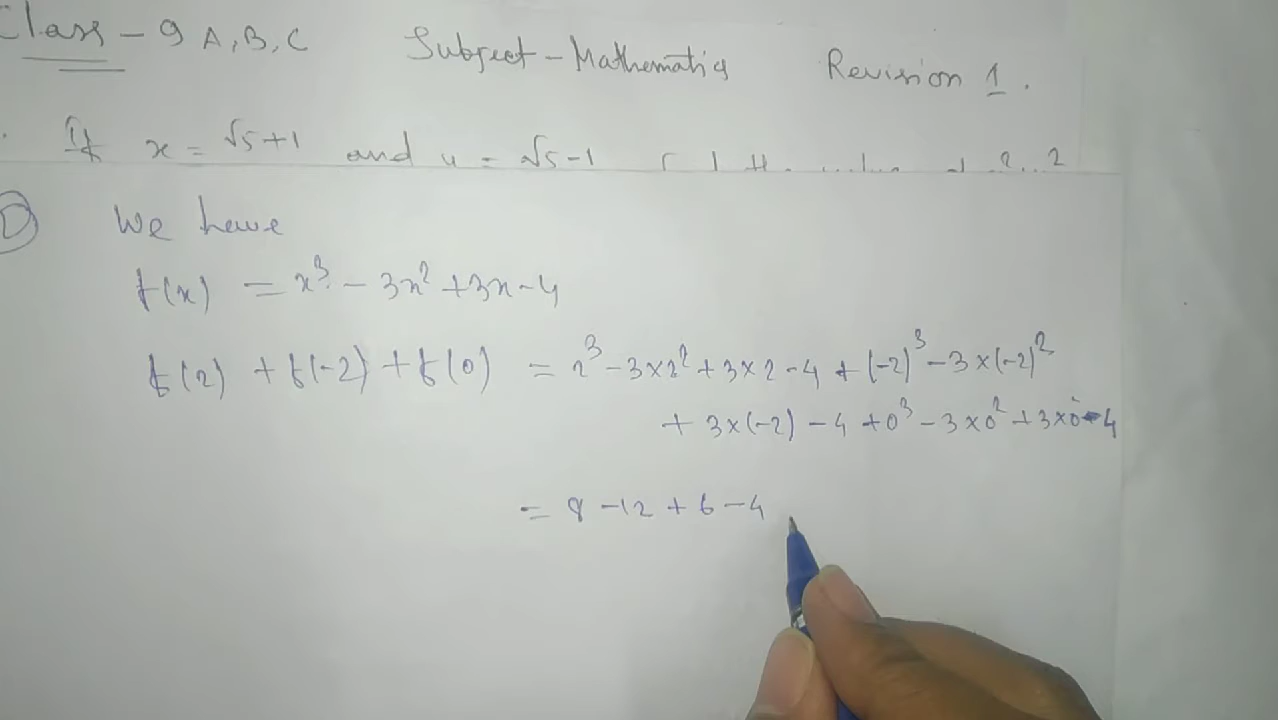 Class - 9 A, B, C Subject - Mathematics Revision 1.
If x = √5+1 and y = √5-1
We have
f(x) = x³ - 3x² + 3x - 4
f(2) + f(-2) + f(0) = 2³ - 3×2² + 3×2 - 4 + (-2)³ - 3×(-2)²
+ 3×(-2) - 4 + 0³ - 3×0² + 3×0 - 4
= 8 - 12 + 6 - 4